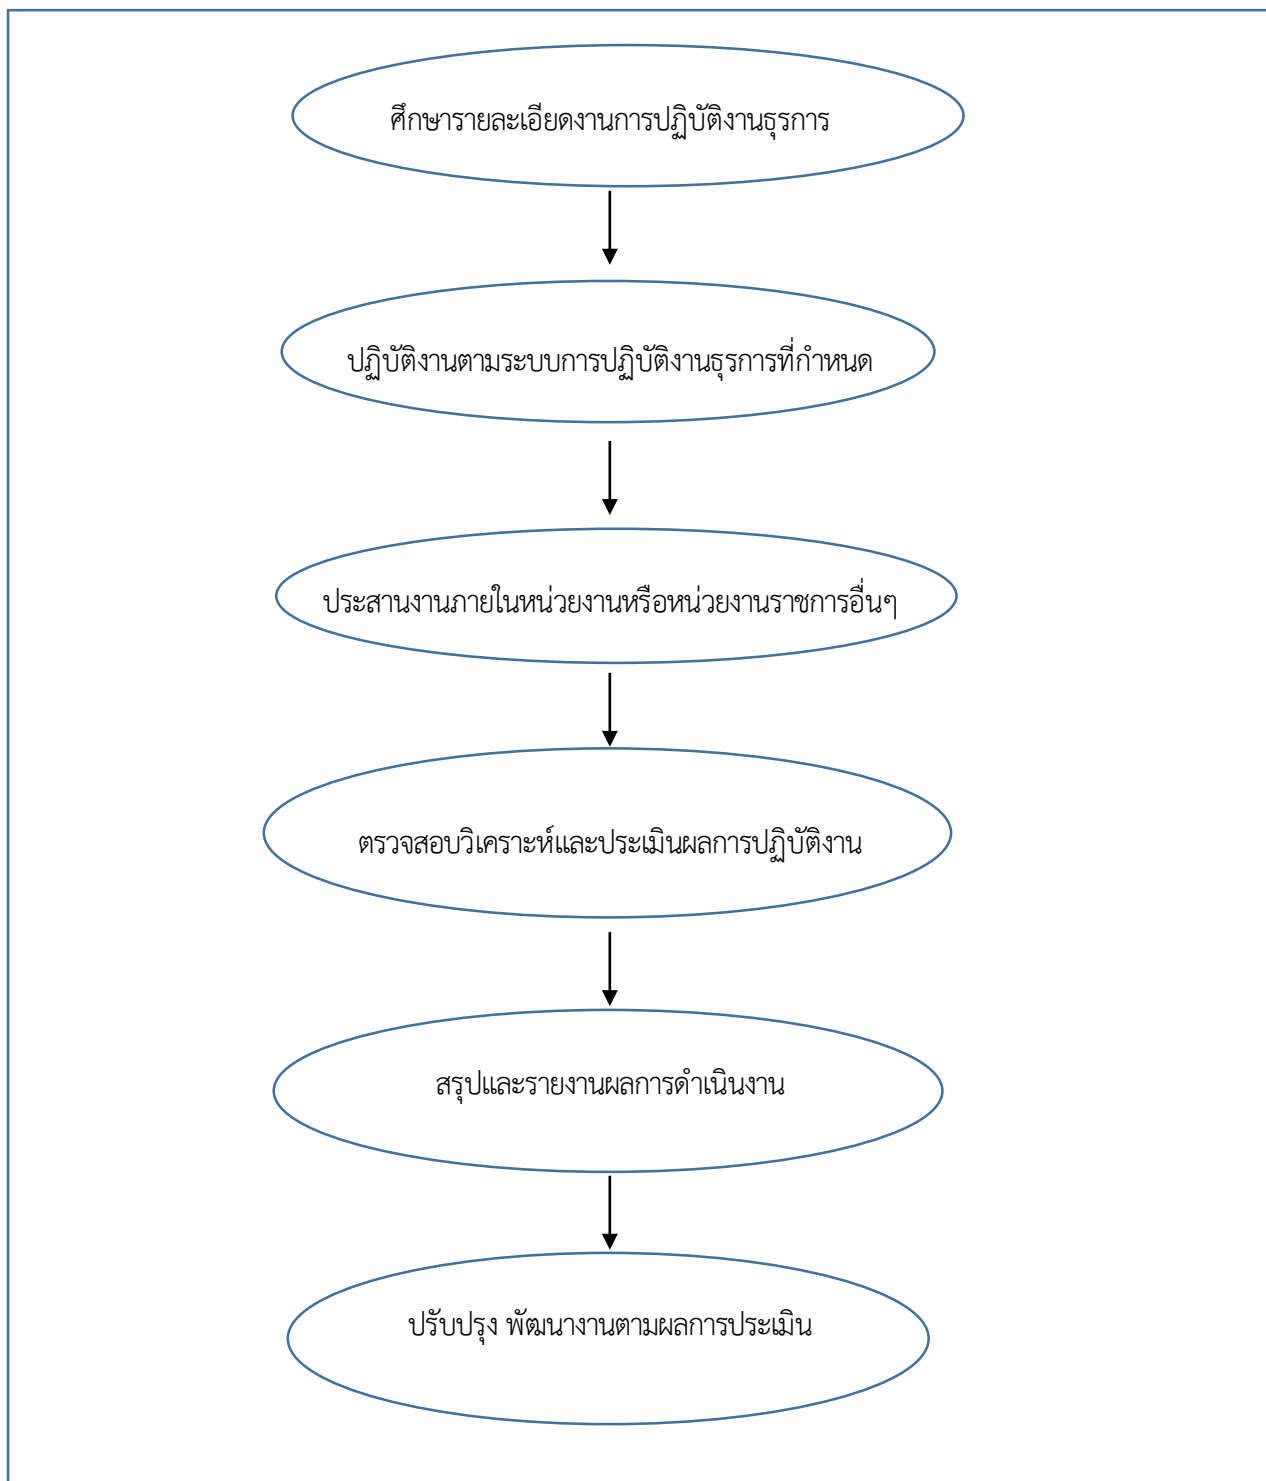 ศึกษารายละเอียดงานการปฏิบัติงานธุรการ
ปฏิบัติงานตามระบบการปฏิบัติงานธุรการที่กำหนด
ประสานงานภายในหน่วยงานหรือหน่วยงานราชการอื่นๆ
ตรวจสอบวิเคราะห์และประเมินผลการปฏิบัติงาน
สรุปและรายงานผลการดำเนินงาน
ปรับปรุง พัฒนางานตามผลการประเมิน